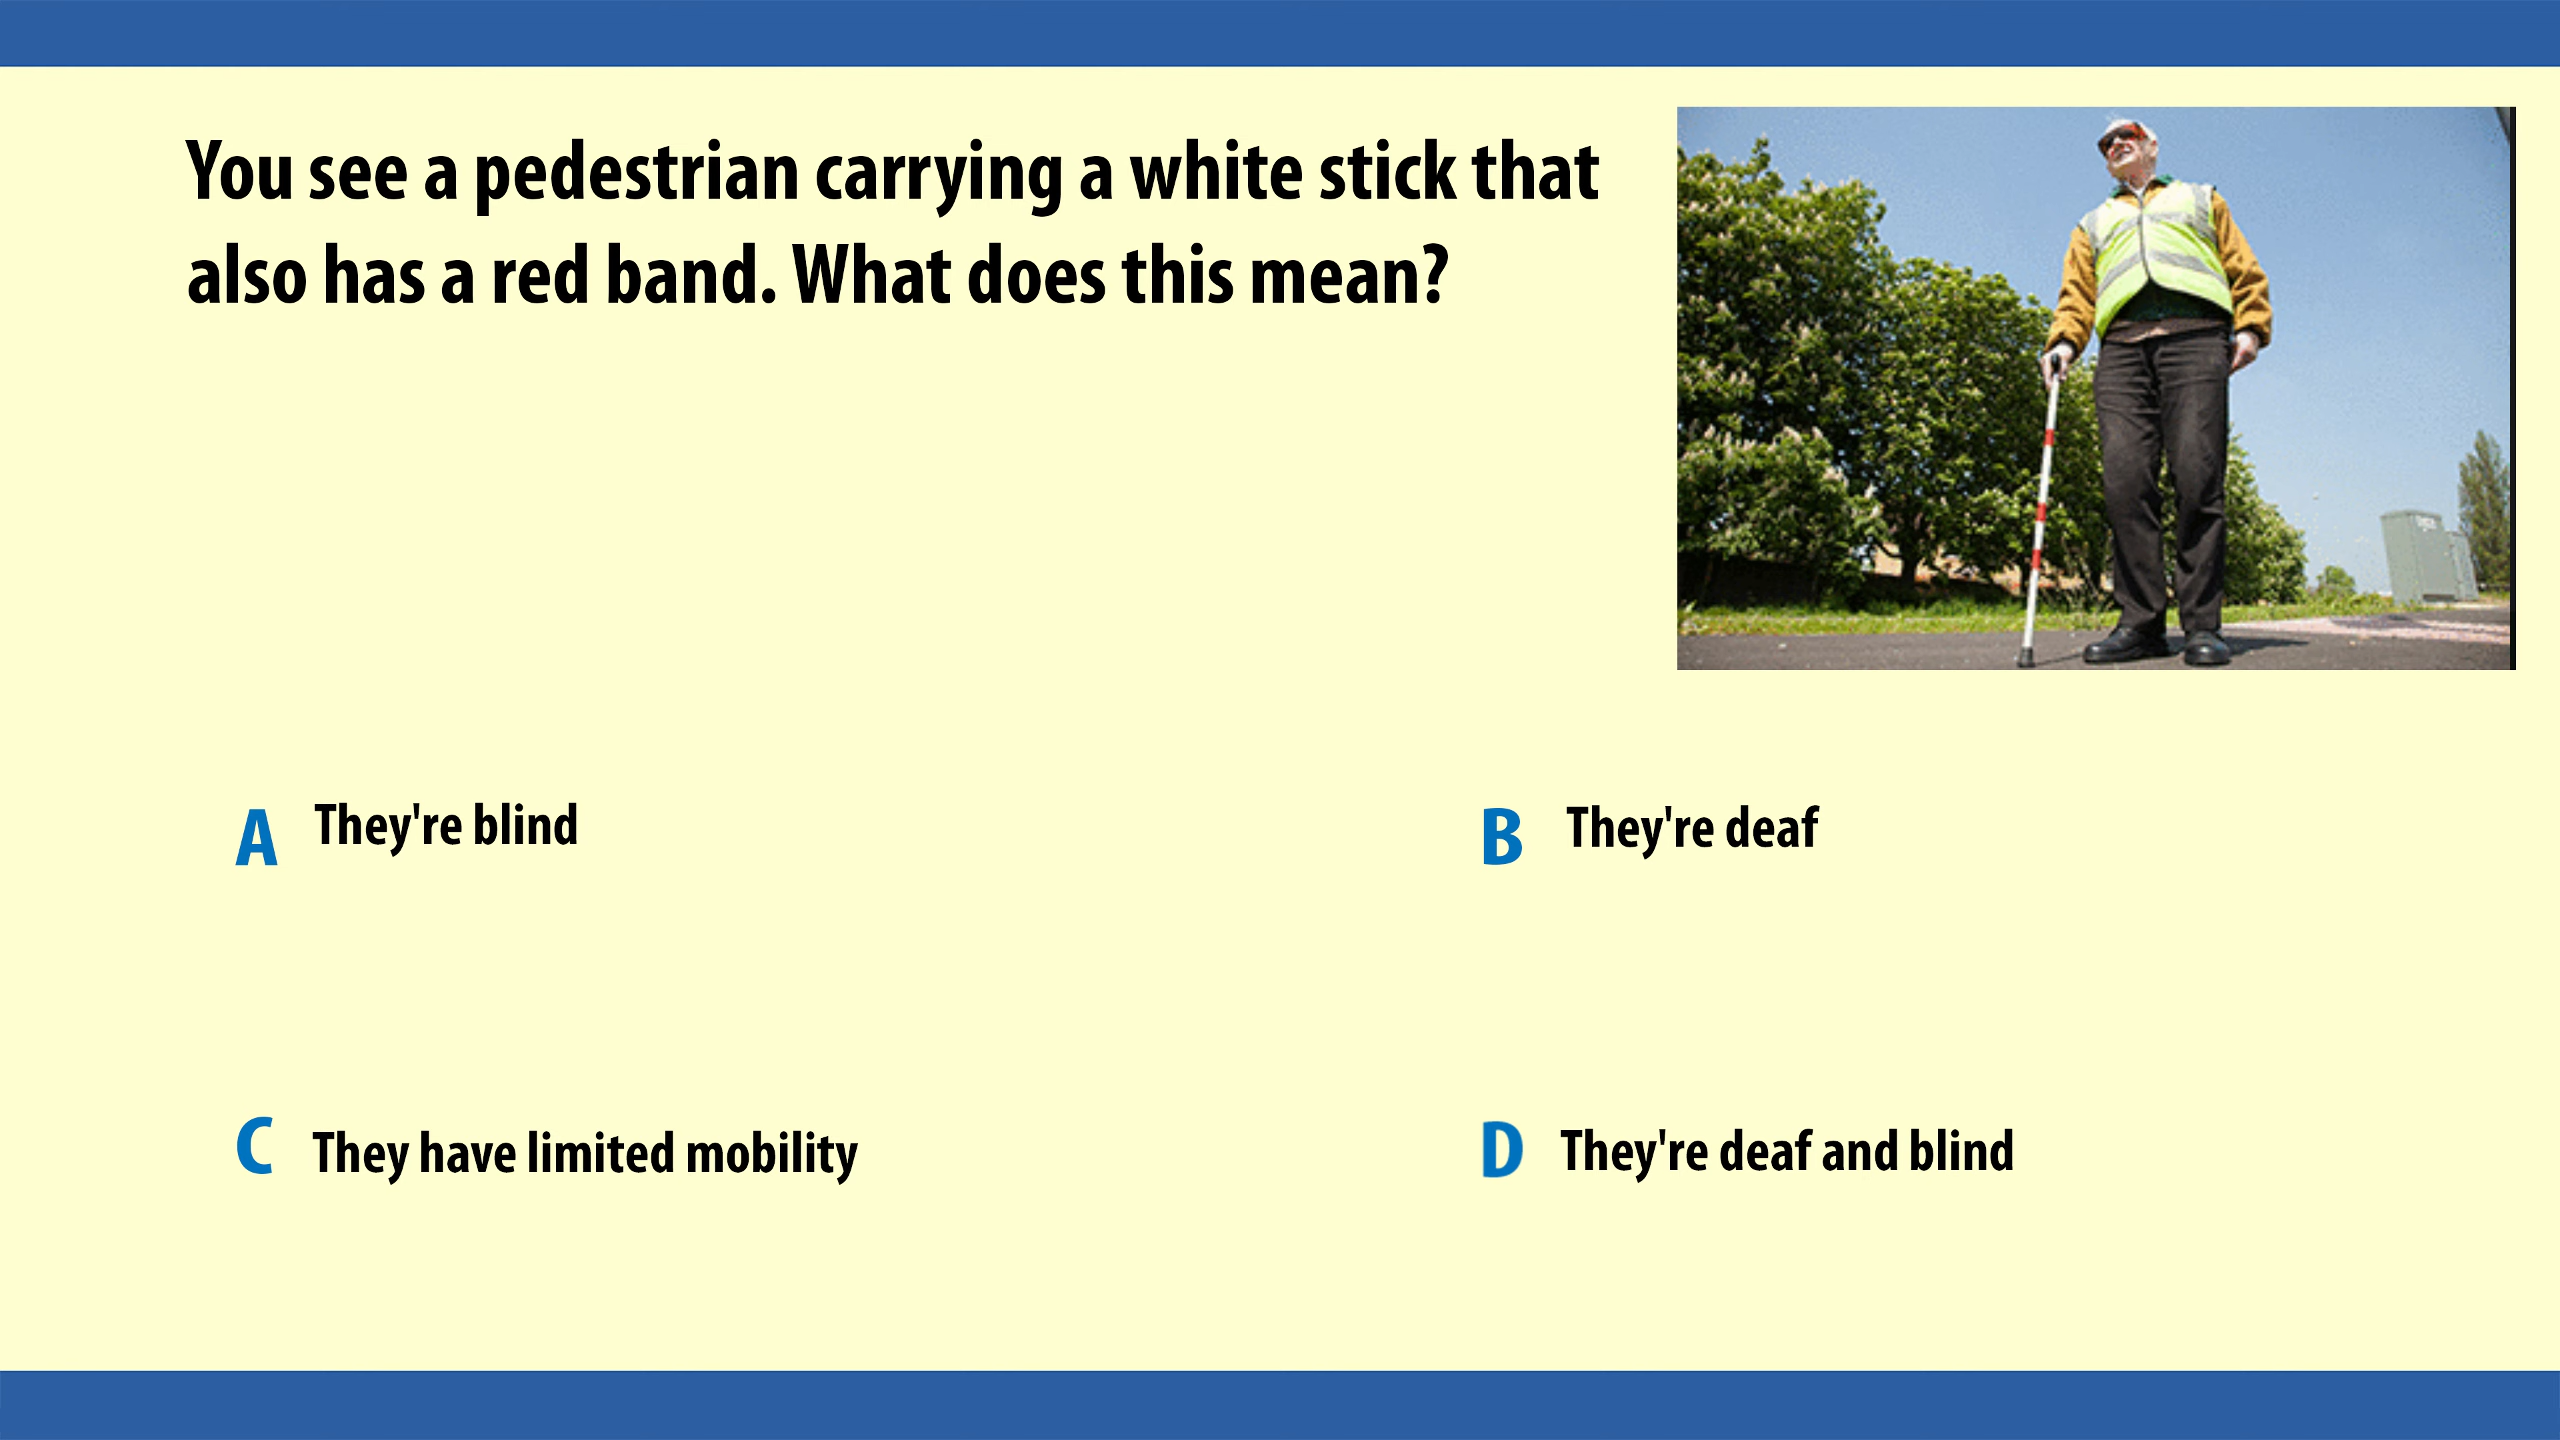 You see a pedestrian carrying a white stick that
also has a red band. What does this mean?
A They're blind
B They're deaf
C They have limited mobility
D They're deaf and blind